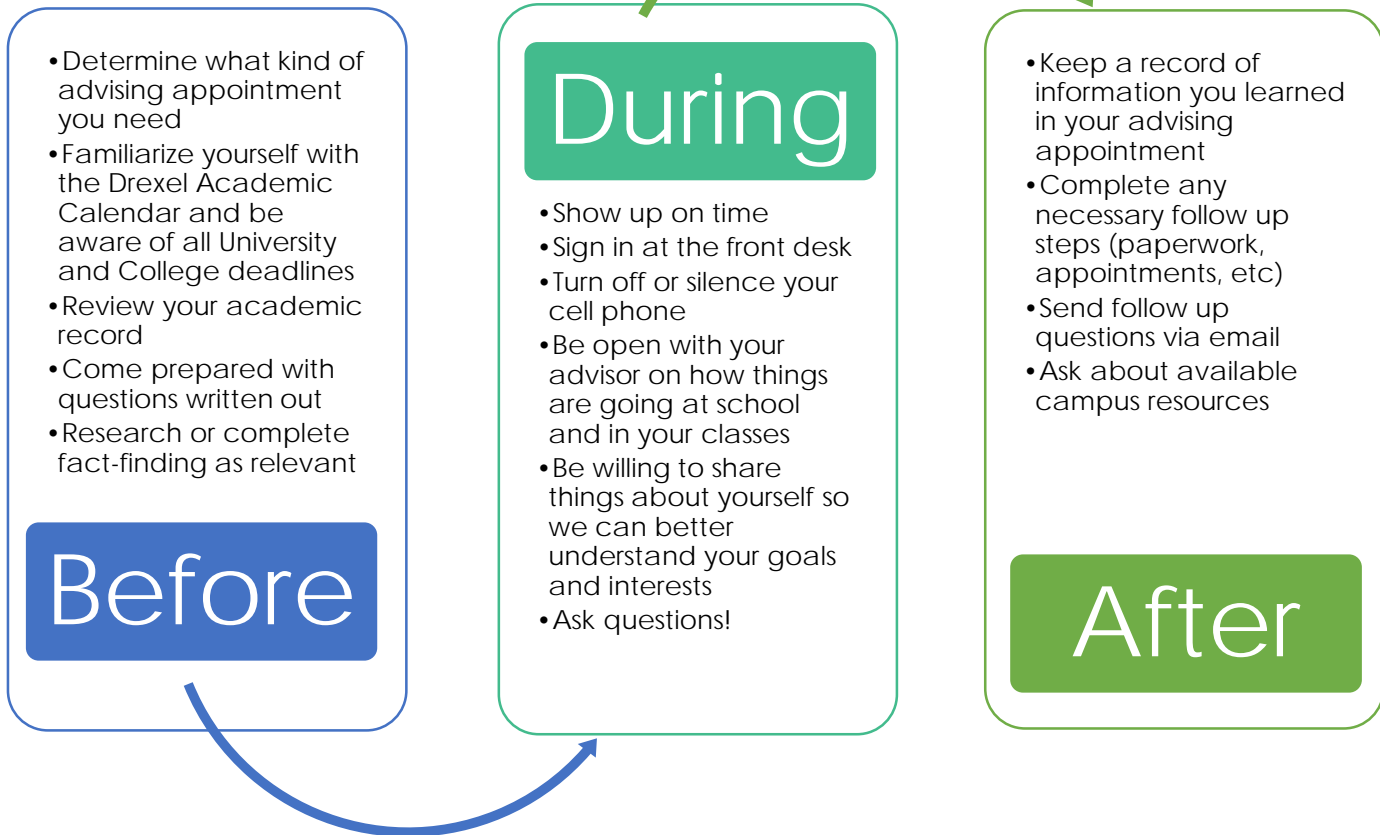 •Determine what kind of
advising appointment
you need
•Familiarize yourself with
the Drexel Academic
Calendar and be
aware of all University
and College deadlines
•Review your academic
record
•Come prepared with
questions written out
•Research or complete
fact-finding as relevant
Before
During
•Show up on time
•Sign in at the front desk
•Turn off or silence your
cell phone
•Be open with your
advisor on how things
are going at school
and in your classes
•Be willing to share
things about yourself so
we can better
understand your goals
and interests
•Ask questions!
•Keep a record of
information you learned
in your advising
appointment
•Complete any
necessary follow up
steps (paperwork,
appointments, etc)
•Send follow up
questions via email
•Ask about available
campus resources
After